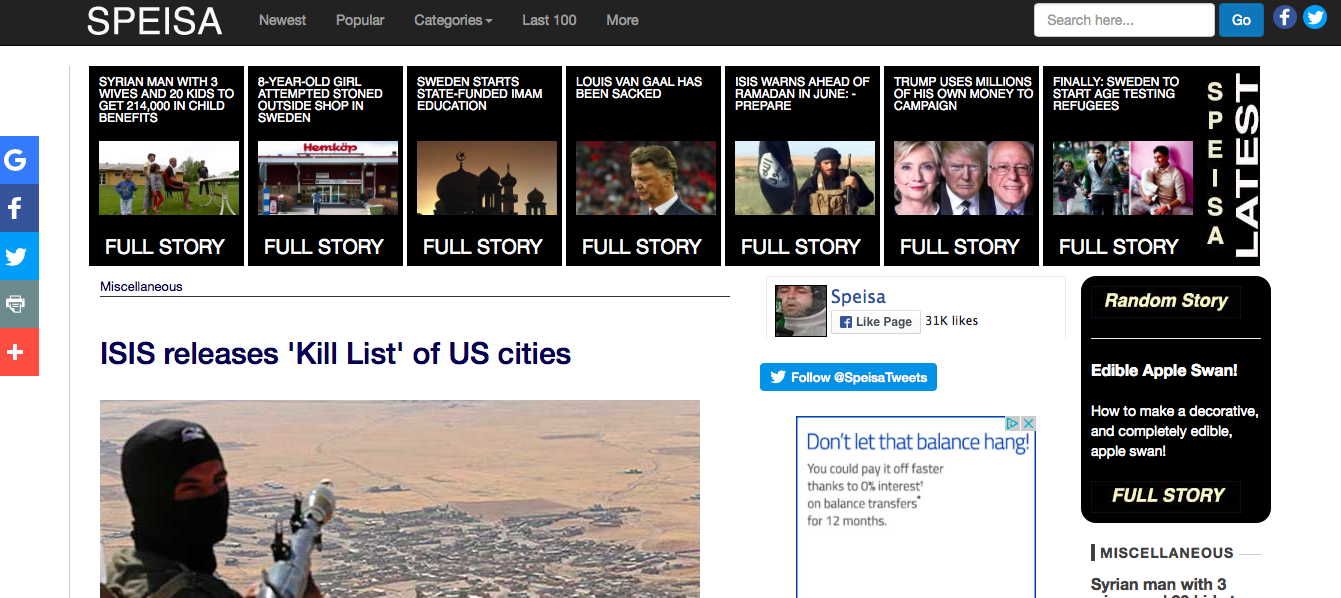 SPEISA
Newest
Popular
Categories
Last 100
More
Search here...
Go
SYRIAN MAN WITH 3
WIVES AND 20 KIDS TO
GET 214,000 IN CHILD
BENEFITS
FULL STORY
8-YEAR-OLD GIRL
ATTEMPTED STONED
OUTSIDE SHOP IN
SWEDEN
Hemköp
FULL STORY
SWEDEN STARTS
STATE-FUNDED IMAM
EDUCATION
FULL STORY
LOUIS VAN GAAL HAS
BEEN SACKED
FULL STORY
ISIS WARNS AHEAD OF
RAMADAN IN JUNE: -
PREPARE
FULL STORY
TRUMP USES MILLIONS
OF HIS OWN MONEY TO
CAMPAIGN
FULL STORY
FINALLY: SWEDEN TO
START AGE TESTING
REFUGEES
FULL STORY
SPEISA
LATEST
Miscellaneous
ISIS releases 'Kill List' of US cities
Speisa
Like Page
31K likes
Follow @SpeisaTweets
Don't let that balance hang!
You could pay it off faster
thanks to 0% interest†
on balance transfers*
for 12 months.
Random Story
Edible Apple Swan!
How to make a decorative,
and completely edible,
apple swan!
FULL STORY
MISCELLANEOUS
Syrian man with 3